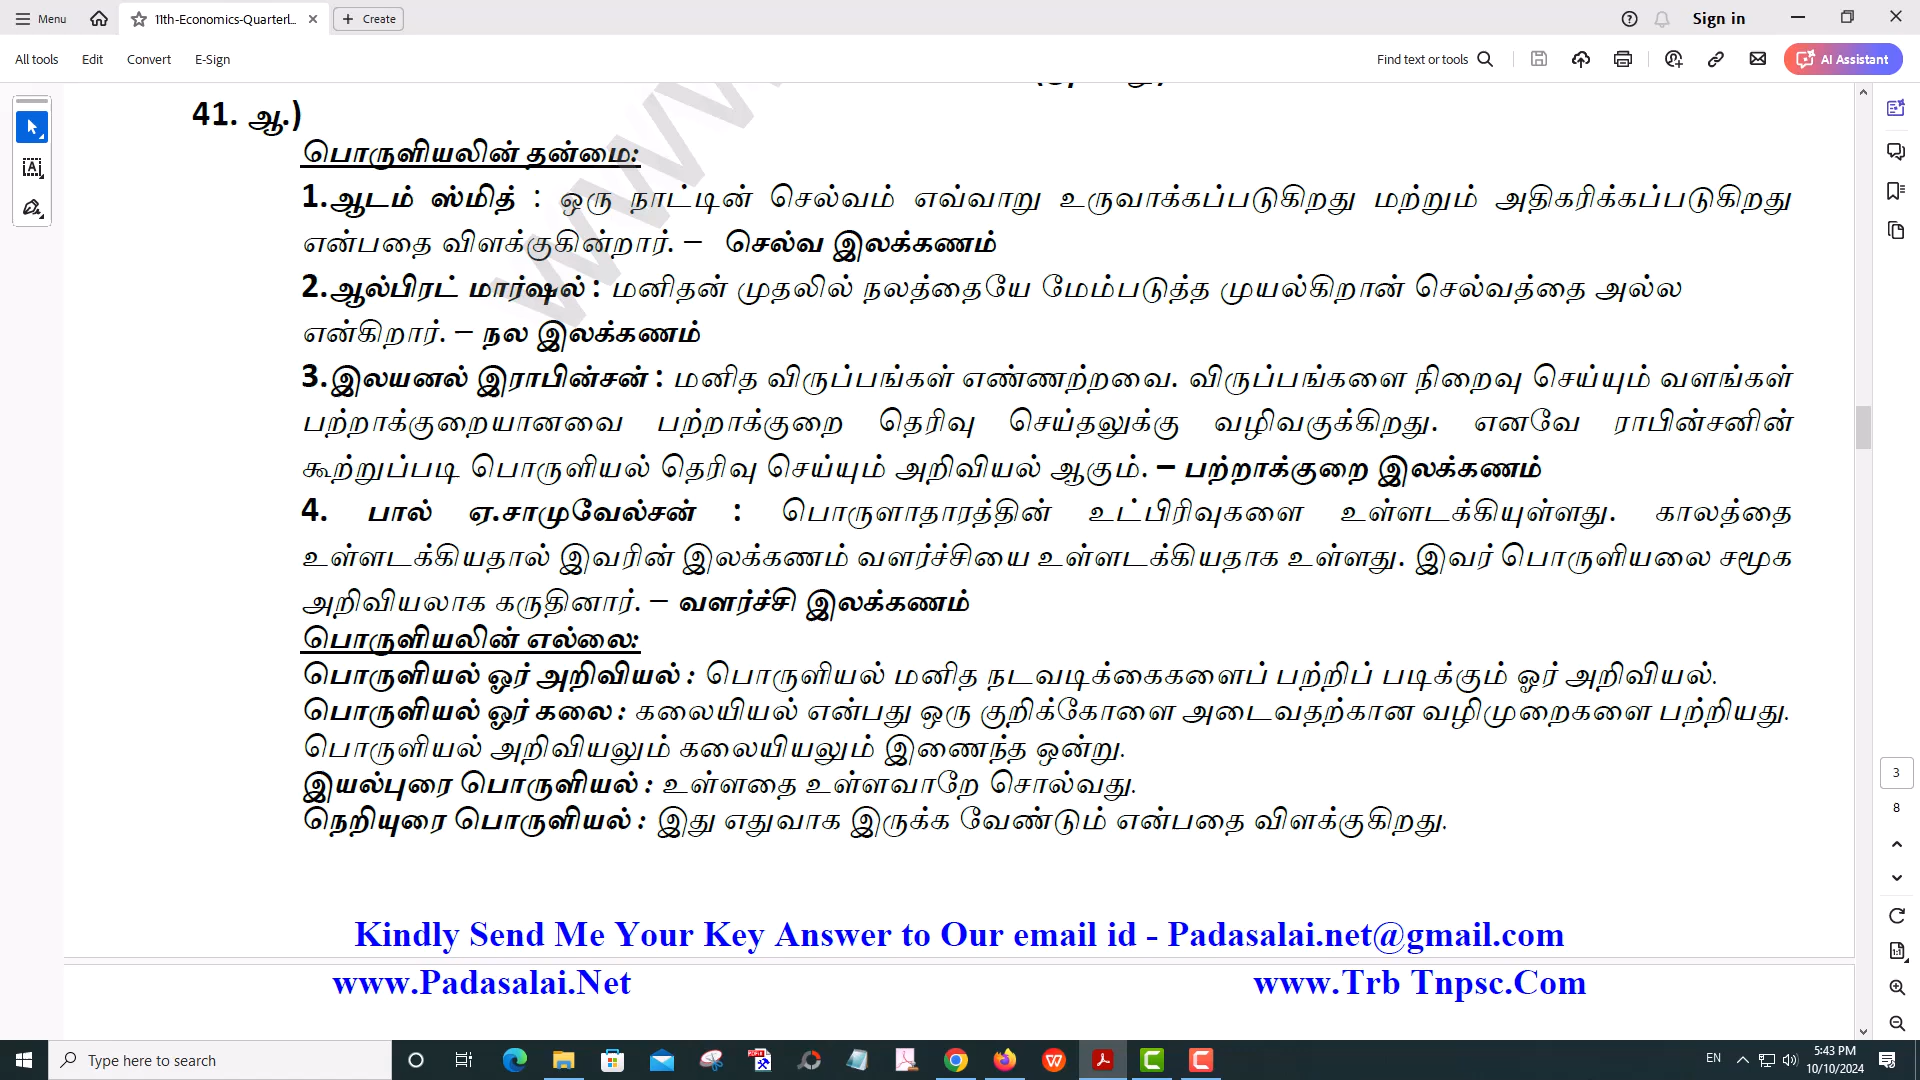 Menu
11th-Economics-Quarterl...
Create
Sign in
All tools
Edit
Convert
E-Sign
Find text or tools
AI Assistant
41. ஆ.)
பொருளியலின் தன்மை:
1.ஆடம் ஸ்மித் : ஒரு நாட்டின் செல்வம் எவ்வாறு உருவாக்கப்படுகிறது மற்றும் அதிகரிக்கப்படுகிறது
என்பதை விளக்குகின்றார். – செல்வ இலக்கணம்
2.ஆல்பிரட் மார்ஷல் : மனிதன் முதலில் நலத்தையே மேம்படுத்த முயல்கிறான் செல்வத்தை அல்ல
என்கிறார். – நல இலக்கணம்
3.இலயனல் இராபின்சன் : மனித விருப்பங்கள் எண்ணற்றவை. விருப்பங்களை நிறைவு செய்யும் வளங்கள்
பற்றாக்குறையானவை பற்றாக்குறை தெரிவு செய்தலுக்கு வழிவகுக்கிறது. எனவே ராபின்சனின்
கூற்றுப்படி பொருளியல் தெரிவு செய்யும் அறிவியல் ஆகும். – பற்றாக்குறை இலக்கணம்
4. பால் ஏ.சாமுவேல்சன் : பொருளாதாரத்தின் உட்பிரிவுகளை உள்ளடக்கியுள்ளது. காலத்தை
உள்ளடக்கியதால் இவரின் இலக்கணம் வளர்ச்சியை உள்ளடக்கியதாக உள்ளது. இவர் பொருளியலை சமூக
அறிவியலாக கருதினார். – வளர்ச்சி இலக்கணம்
பொருளியலின் எல்லை:
பொருளியல் ஓர் அறிவியல் : பொருளியல் மனித நடவடிக்கைகளைப் பற்றிப் படிக்கும் ஓர் அறிவியல்.
பொருளியல் ஓர் கலை : கலையியல் என்பது ஒரு குறிக்கோளை அடைவதற்கான வழிமுறைகளை பற்றியது.
பொருளியல் அறிவியலும் கலையியலும் இணைந்த ஒன்று.
இயல்புரை பொருளியல் : உள்ளதை உள்ளவாறே சொல்வது.
நெறியுரை பொருளியல் : இது எதுவாக இருக்க வேண்டும் என்பதை விளக்குகிறது.
3
8
Kindly Send Me Your Key Answer to Our email id - Padasalai.net@gmail.com
www.Padasalai.Net
www.Trb Tnpsc.Com
Type here to search
EN
5:43 PM
10/10/2024